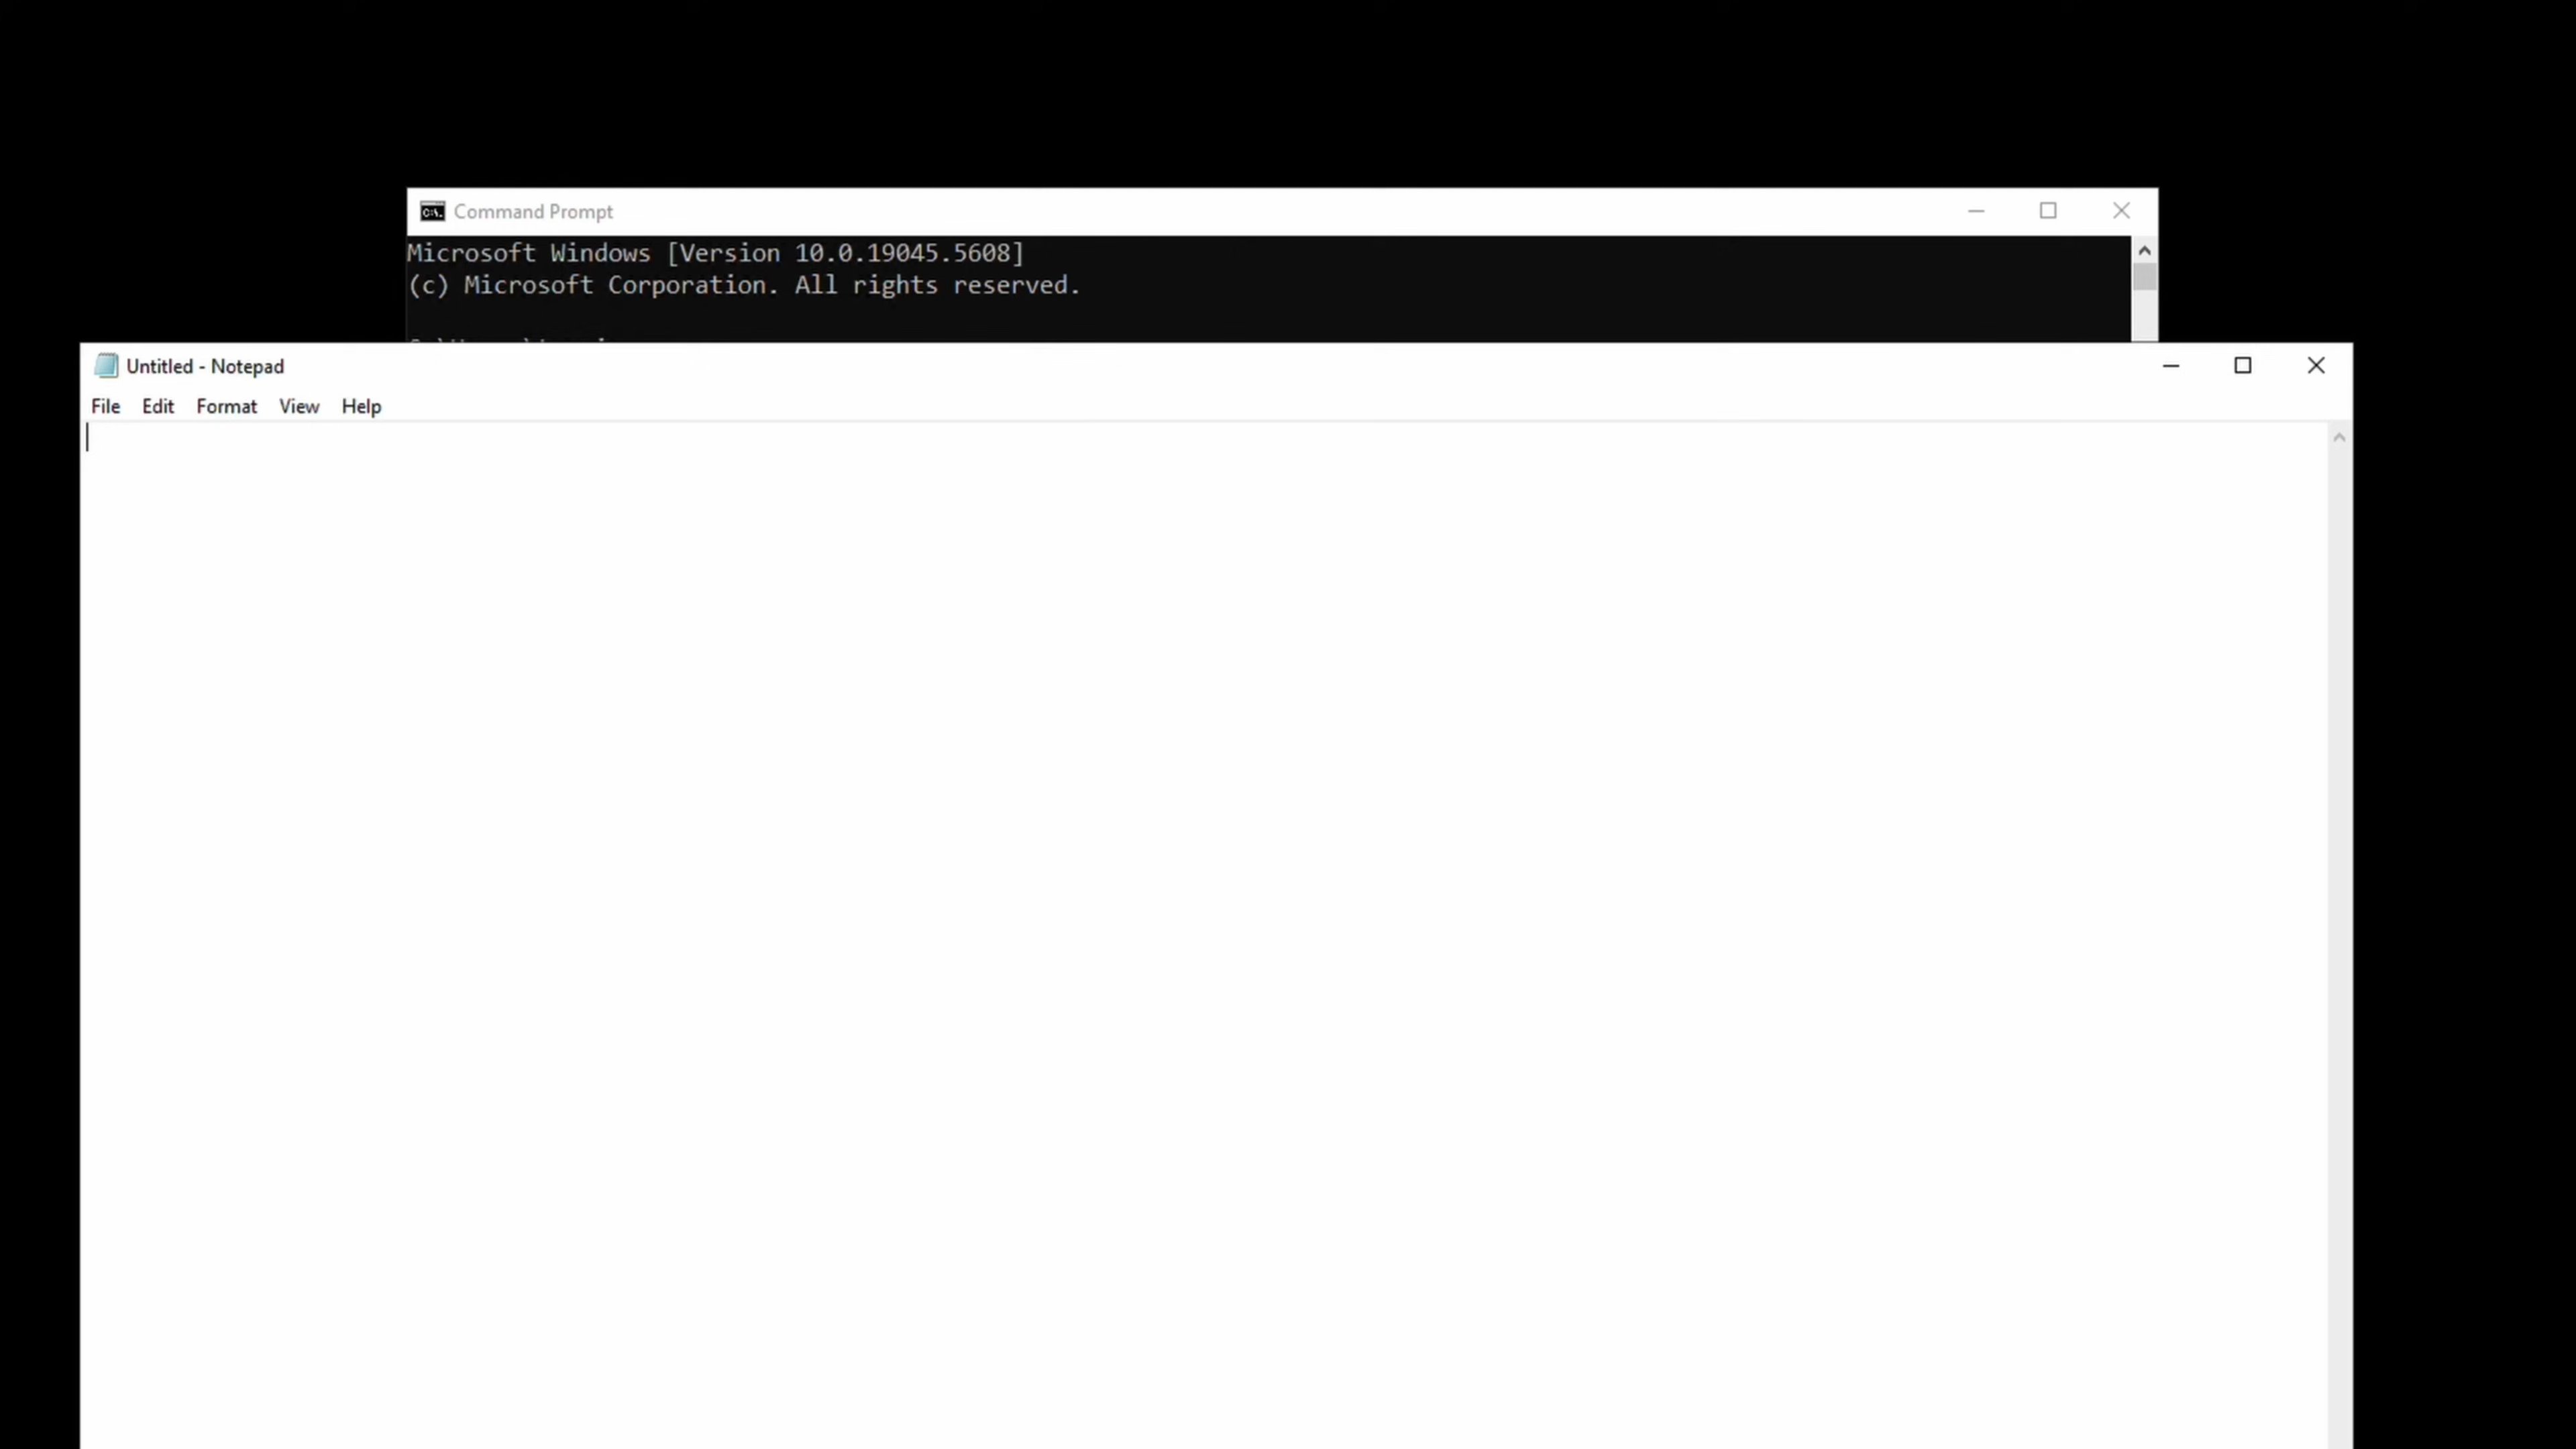 Command Prompt
Microsoft Windows [Version 10.0.19045.5608]
(c) Microsoft Corporation. All rights reserved.
Untitled - Notepad
File Edit Format View Help